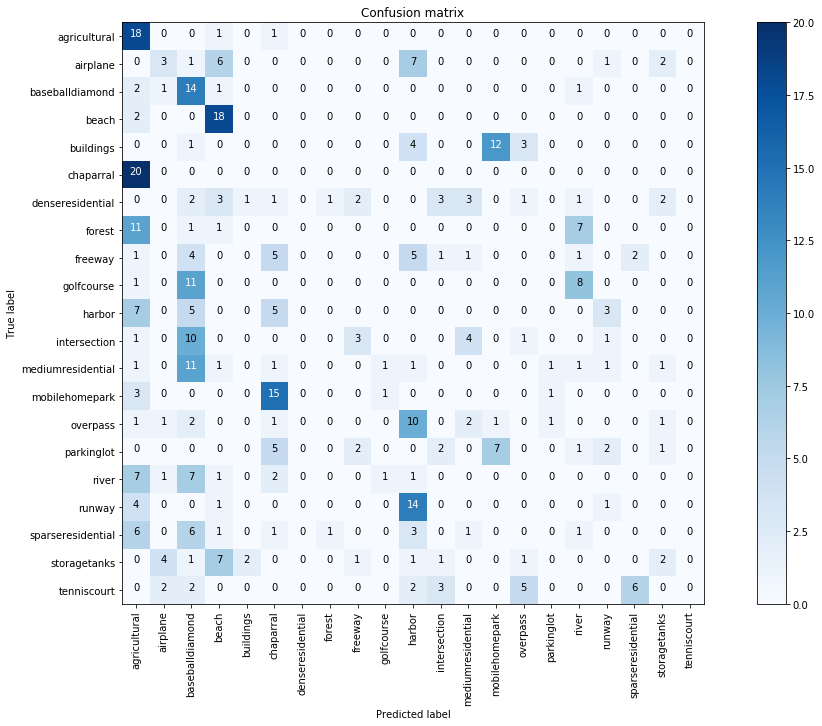 Confusion matrix
True label
agricultural 18 0 0 1 0 1 0 0 0 0 0 0 0 0 0 0 0 0 0 0 0
airplane 0 3 1 6 0 0 0 0 0 0 7 0 0 0 0 0 0 1 0 2 0
baseballdiamond 2 1 14 1 0 0 0 0 0 0 0 0 0 0 0 0 1 0 0 0 0
beach 2 0 0 18 0 0 0 0 0 0 0 0 0 0 0 0 0 0 0 0 0
buildings 0 0 1 0 0 0 0 0 0 0 4 0 0 12 3 0 0 0 0 0 0
chaparral 20 0 0 0 0 0 0 0 0 0 0 0 0 0 0 0 0 0 0 0 0
denseresidential 0 0 2 3 1 1 0 1 2 0 0 3 3 0 1 0 1 0 0 2 0
forest 11 0 1 1 0 0 0 0 0 0 0 0 0 0 0 0 7 0 0 0 0
freeway 1 0 4 0 0 5 0 0 0 0 5 1 1 0 0 0 1 0 2 0 0
golfcourse 1 0 11 0 0 0 0 0 0 0 0 0 0 0 0 0 8 0 0 0 0
harbor 7 0 5 0 0 5 0 0 0 0 0 0 0 0 0 0 0 3 0 0 0
intersection 1 0 10 0 0 0 0 0 3 0 0 0 4 0 1 0 0 1 0 0 0
mediumresidential 1 0 11 1 0 1 0 0 0 1 1 0 0 0 0 1 1 1 0 1 0
mobilehomepark 3 0 0 0 0 15 0 0 0 1 0 0 0 0 0 1 0 0 0 0 0
overpass 1 1 2 0 0 1 0 0 0 0 10 0 2 1 0 1 0 0 0 1 0
parkinglot 0 0 0 0 0 5 0 0 2 0 0 2 0 7 0 0 1 2 0 1 0
river 7 1 7 1 0 2 0 0 0 1 1 0 0 0 0 0 0 0 0 0 0
runway 4 0 0 1 0 0 0 0 0 0 14 0 0 0 0 0 0 1 0 0 0
sparseresidential 6 0 6 1 0 1 0 1 0 0 3 0 1 0 0 0 1 0 0 0 0
storagetanks 0 4 1 7 2 0 0 0 1 0 1 1 0 0 1 0 0 0 0 2 0
tenniscourt 0 2 2 0 0 0 0 0 0 0 2 3 0 0 5 0 0 0 6 0 0
agricultural
airplane
baseballdiamond
beach
buildings
chaparral
denseresidential
forest
freeway
golfcourse
harbor
intersection
mediumresidential
mobilehomepark
overpass
parkinglot
river
runway
sparseresidential
storagetanks
tenniscourt
Predicted label
20.0
17.5
15.0
12.5
10.0
7.5
5.0
2.5
0.0